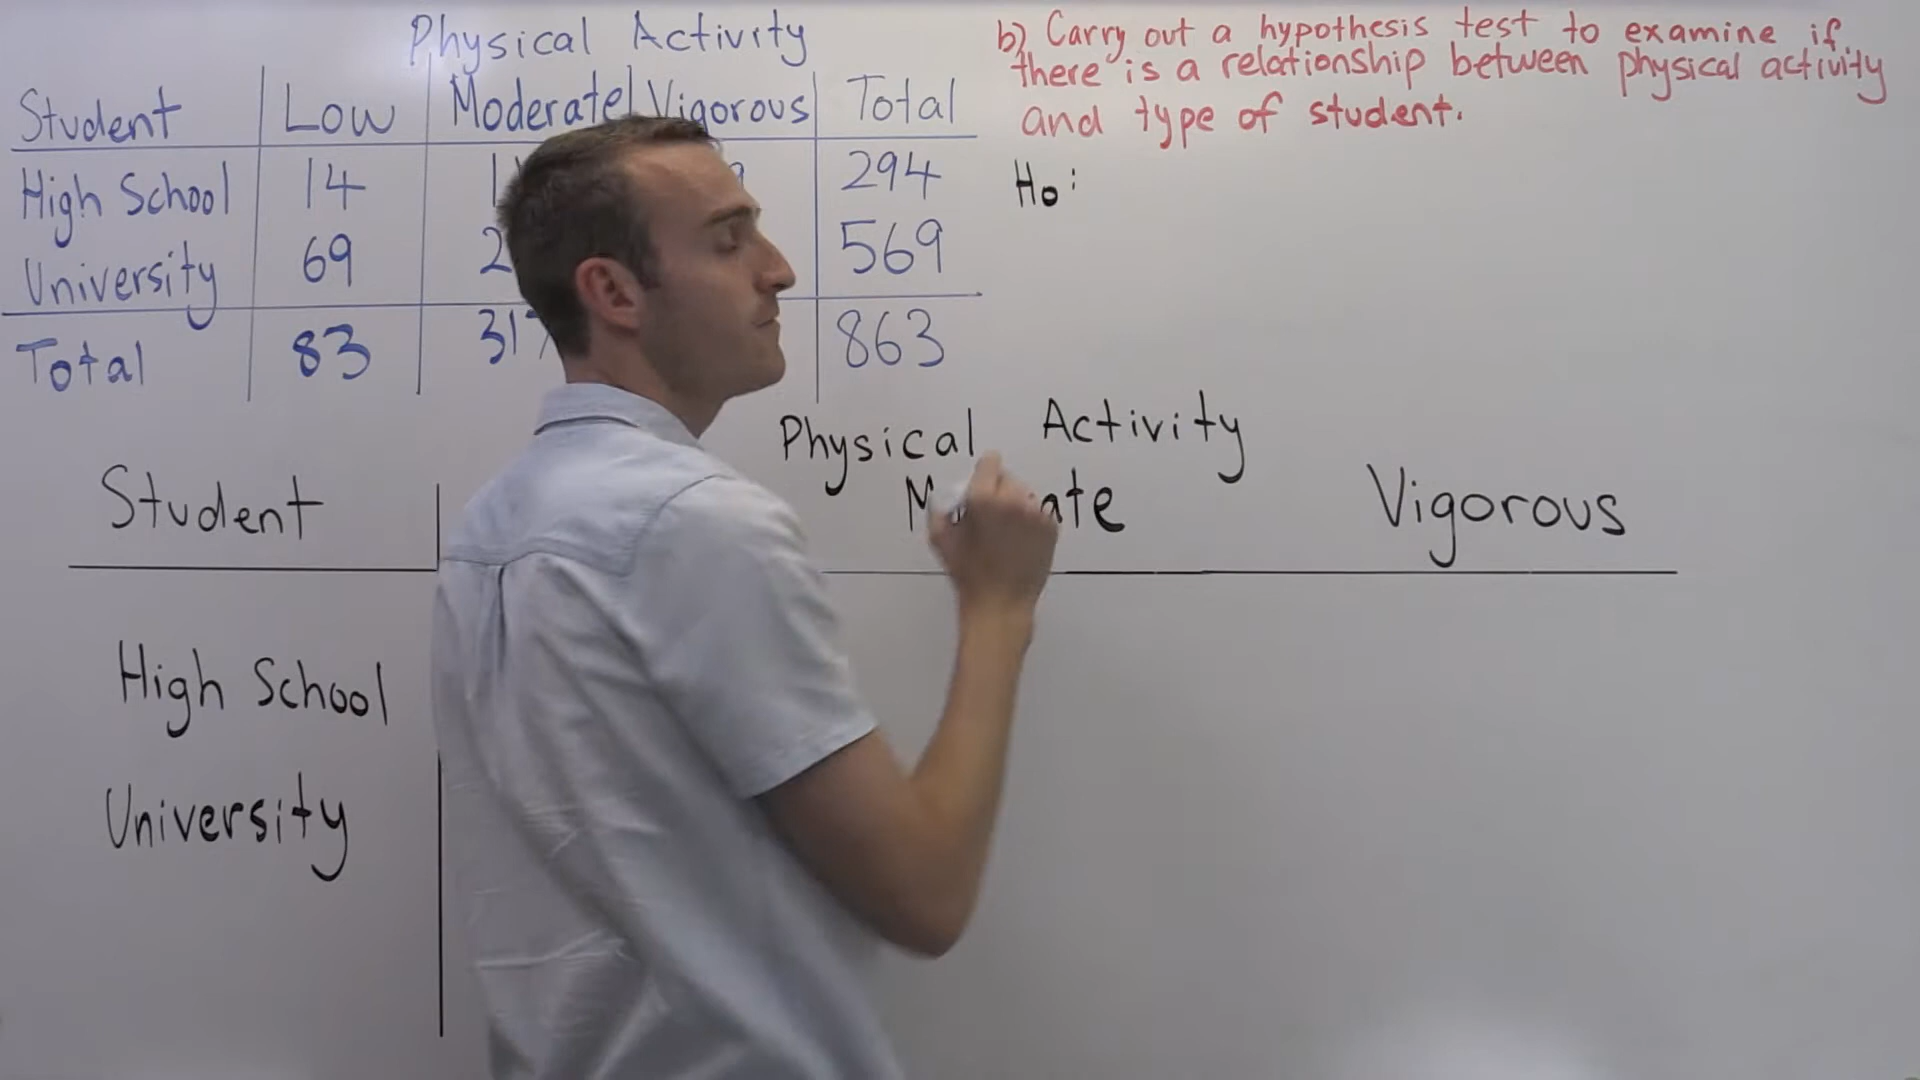 Physical Activity
Student Low Moderate Vigorous Total
High School 14 294
University 69 569
Total 83 317 863
b) Carry out a hypothesis test to examine if
there is a relationship between physical activity
and type of student.
Ho:
Physical Activity
Student Vigorous
High School
University